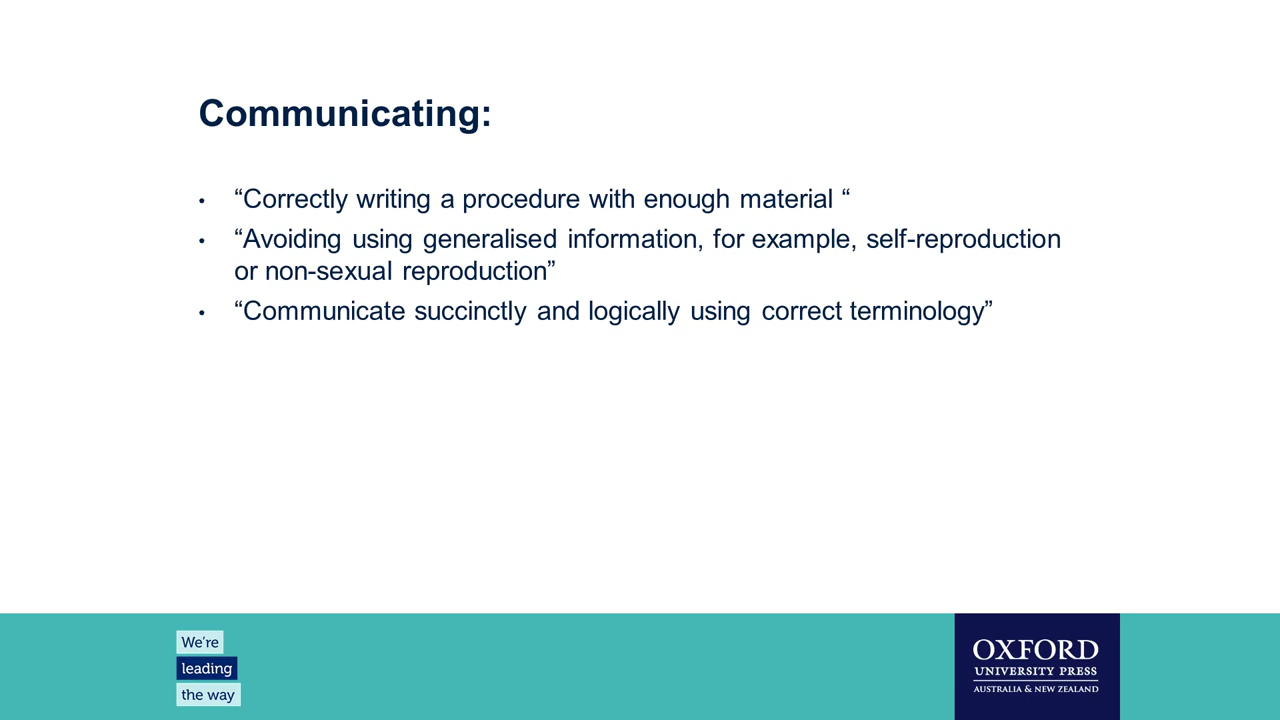 Communicating:
• “Correctly writing a procedure with enough material “
• “Avoiding using generalised information, for example, self-reproduction
or non-sexual reproduction”
• “Communicate succinctly and logically using correct terminology”
We’re
leading
the way
OXFORD
UNIVERSITY PRESS
AUSTRALIA & NEW ZEALAND